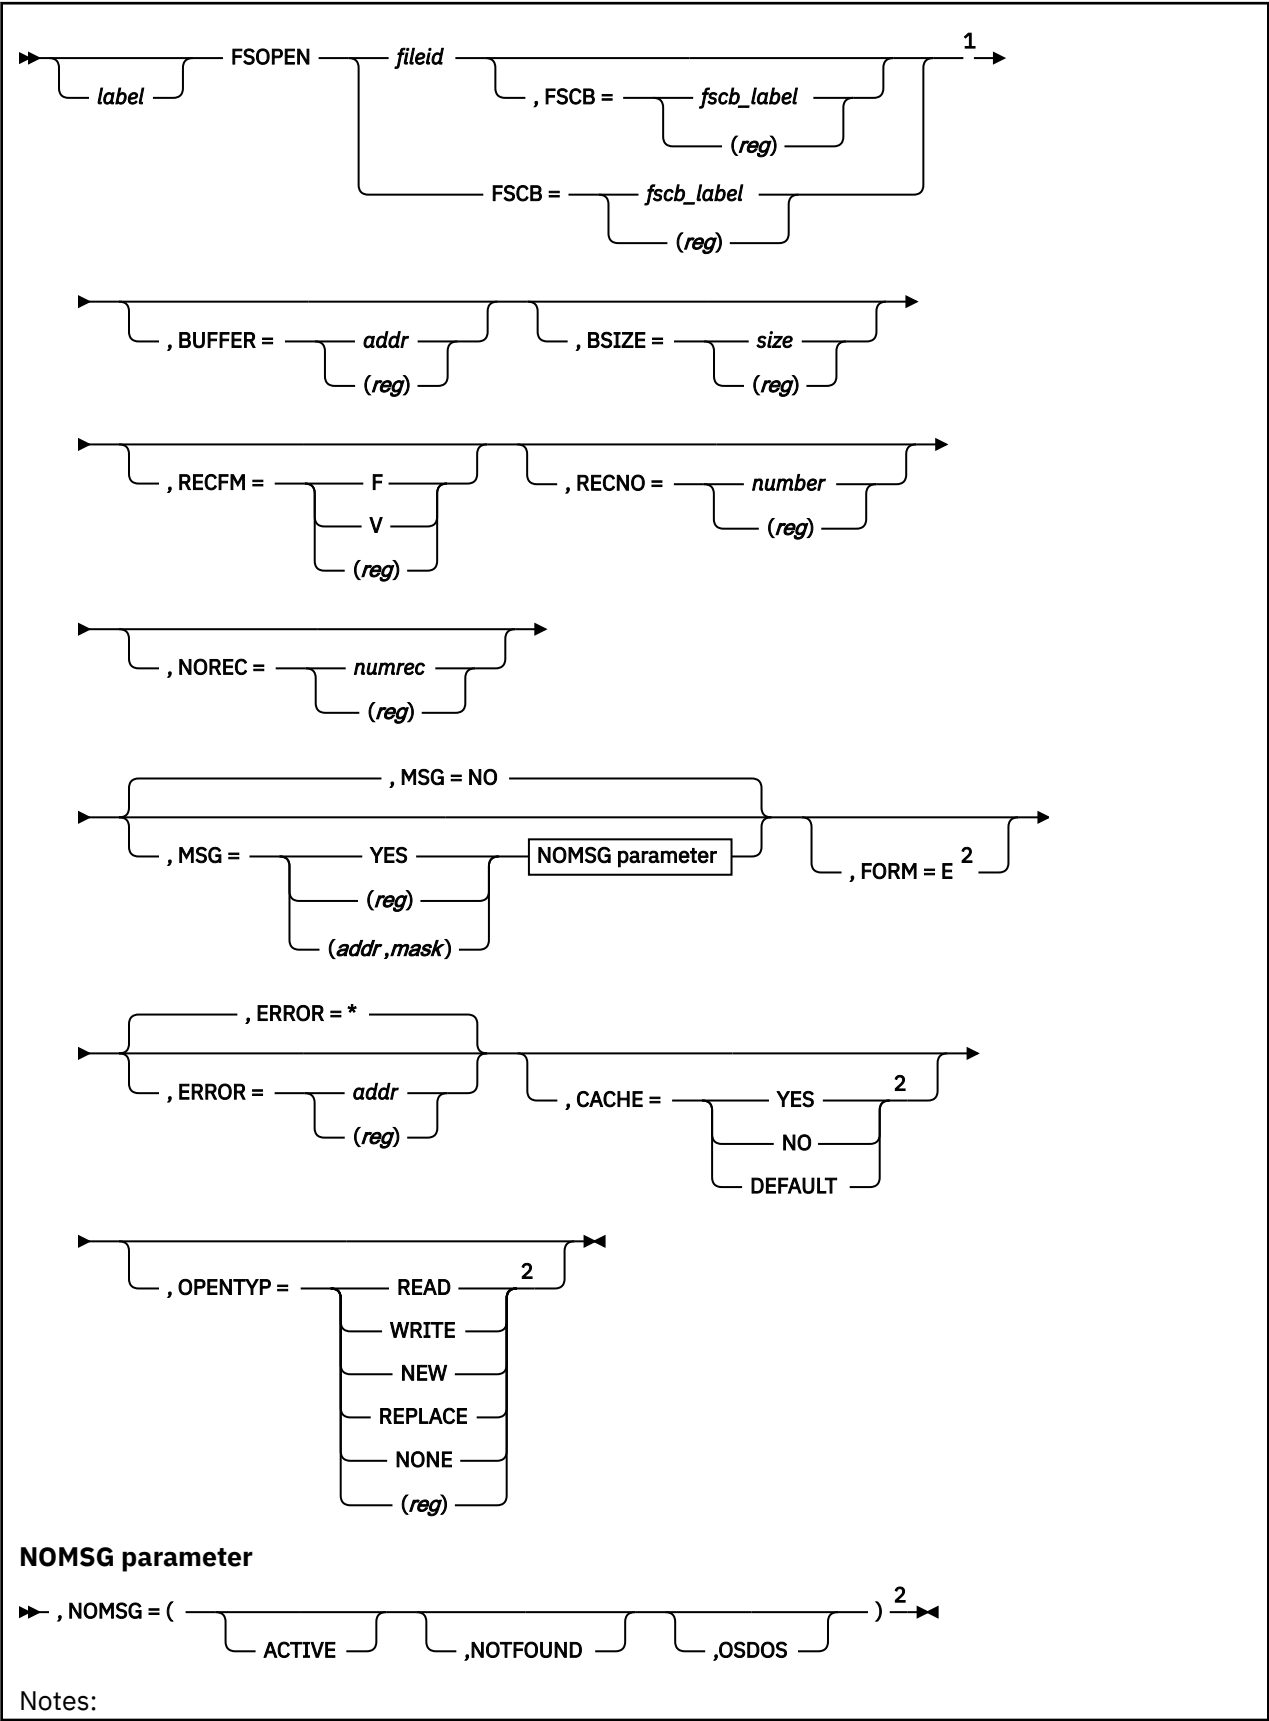 1
FSOPEN fileid
label , FSCB = fscb_label
(reg)
FSCB = fscb_label
(reg)
, BUFFER = addr , BSIZE = size
(reg) (reg)
, RECFM = F , RECNO = number
V (reg)
(reg)
, NOREC = numrec
(reg)
, MSG = NO
, MSG = YES NOMSG parameter , FORM = E 2
(reg)
(addr ,mask)
, ERROR = *
, ERROR = addr , CACHE = YES 2
(reg) NO
DEFAULT
, OPENTYP = READ 2
WRITE
NEW
REPLACE
NONE
(reg)
NOMSG parameter
, NOMSG = ( ) 2
ACTIVE ,NOTFOUND ,OSDOS
Notes: